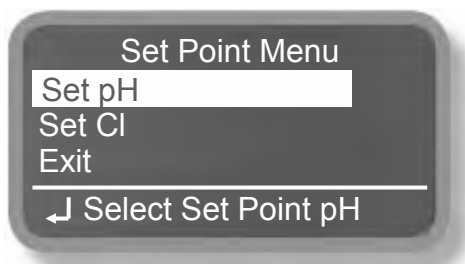 Set Point Menu
Set pH
Set Cl
Exit
↵ Select Set Point pH